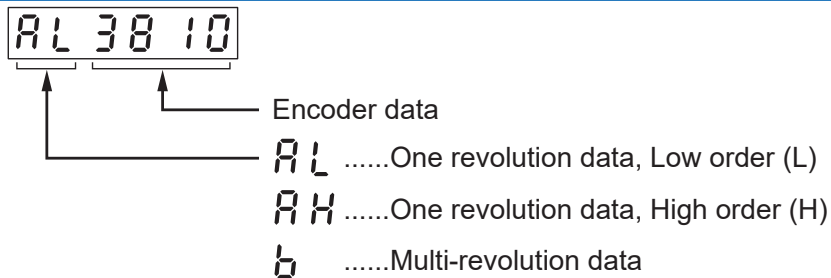 AL 3810
Encoder data
AL ......One revolution data, Low order (L)
AH ......One revolution data, High order (H)
b ......Multi-revolution data